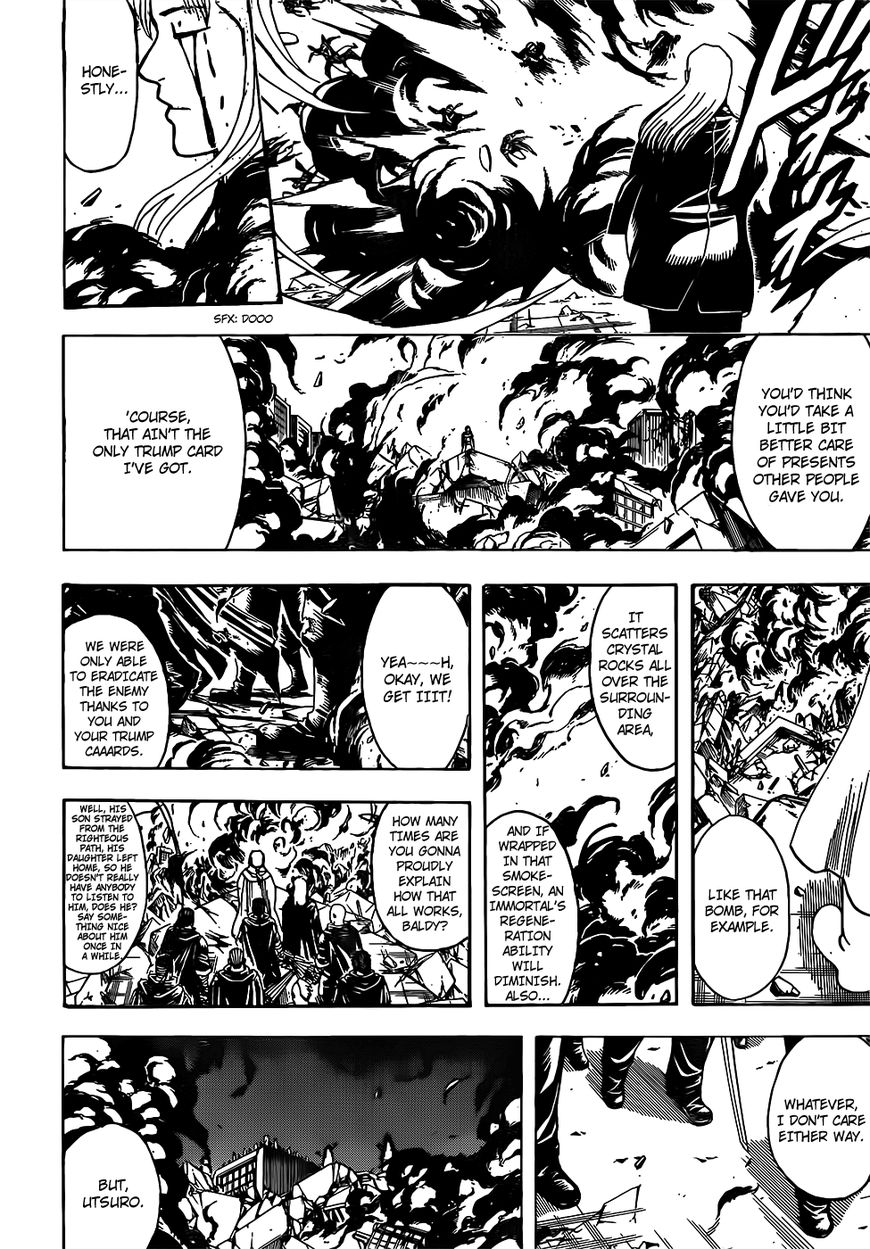 HONE-
STLY...
ドオオオ
SFX: DOOO
YOU'D THINK
YOU'D TAKE A
LITTLE BIT
BETTER CARE
OF PRESENTS
OTHER PEOPLE
GAVE YOU.
'COURSE,
THAT AIN'T THE
ONLY TRUMP CARD
I'VE GOT.
LIKE THAT
BOMB, FOR
EXAMPLE.
IT
SCATTERS
CRYSTAL
ROCKS ALL
OVER THE
SURROUN-
DING
AREA,
AND IF
WRAPPED
IN THAT
SMOKE-
SCREEN, AN
IMMORTAL'S
REGENE-
RATION
ABILITY
WILL
DIMINISH.
ALSO...
YEA~~~H,
OKAY, WE
GET IIIT!
WE WERE
ONLY ABLE
TO ERADICATE
THE ENEMY
THANKS TO
YOU AND
YOUR TRUMP
CAAARDS.
HOW MANY
TIMES ARE
YOU GONNA
PROUDLY
EXPLAIN
HOW THAT
ALL WORKS,
BALDY?
WELL, HIS
SON STRAYED
FROM THE
RIGHTEOUS
PATH, HIS
DAUGHTER LEFT
HOME, SO HE
DOESN'T REALLY
HAVE ANYBODY
TO LISTEN TO
HIM, DOES HE?
SAY SOME-
THING NICE
ABOUT HIM
ONCE IN
A WHILE.
WHATEVER,
I DON'T CARE
EITHER WAY.
BUT,
UTSURO.